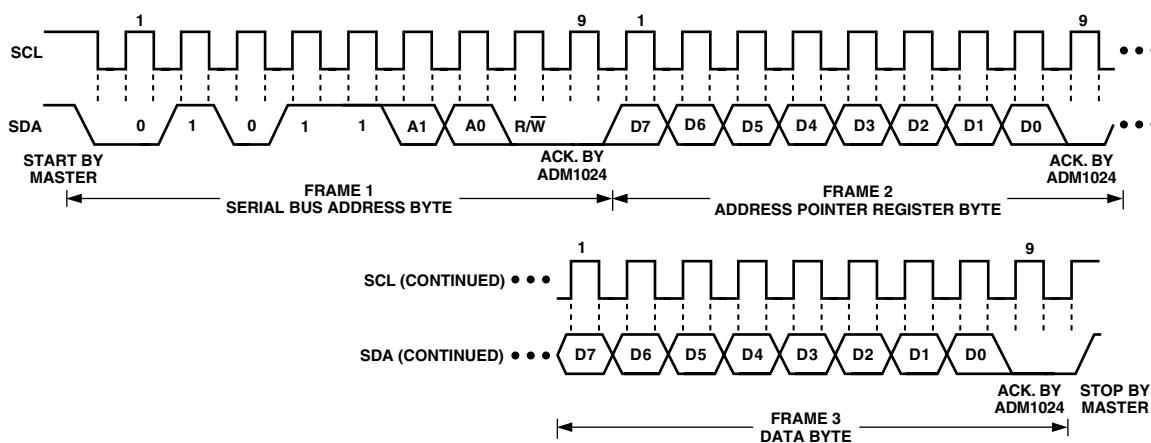 1 9 1 9
SCL
SDA 0 1 0 1 1 A1 A0 R/W̅ D7 D6 D5 D4 D3 D2 D1 D0
START BY
MASTER
ACK. BY
ADM1024
ACK. BY
ADM1024
FRAME 1
SERIAL BUS ADDRESS BYTE
FRAME 2
ADDRESS POINTER REGISTER BYTE
1 9
SCL (CONTINUED)
SDA (CONTINUED) D7 D6 D5 D4 D3 D2 D1 D0
ACK. BY
ADM1024
STOP BY
MASTER
FRAME 3
DATA BYTE